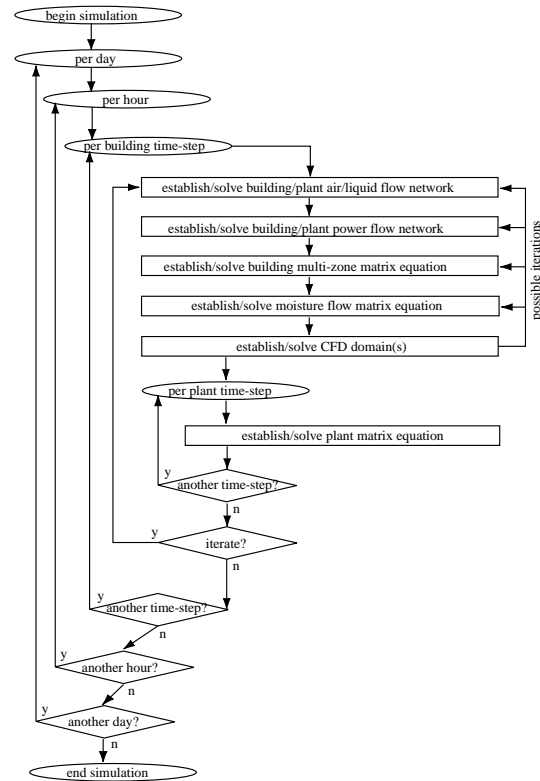 begin simulation
per day
per hour
per building time-step
establish/solve building/plant air/liquid flow network
establish/solve building/plant power flow network
establish/solve building multi-zone matrix equation
establish/solve moisture flow matrix equation
establish/solve CFD domain(s)
possible iterations
per plant time-step
establish/solve plant matrix equation
y
another time-step?
n
y
iterate?
n
y
another time-step?
n
y
another hour?
n
y
another day?
n
end simulation